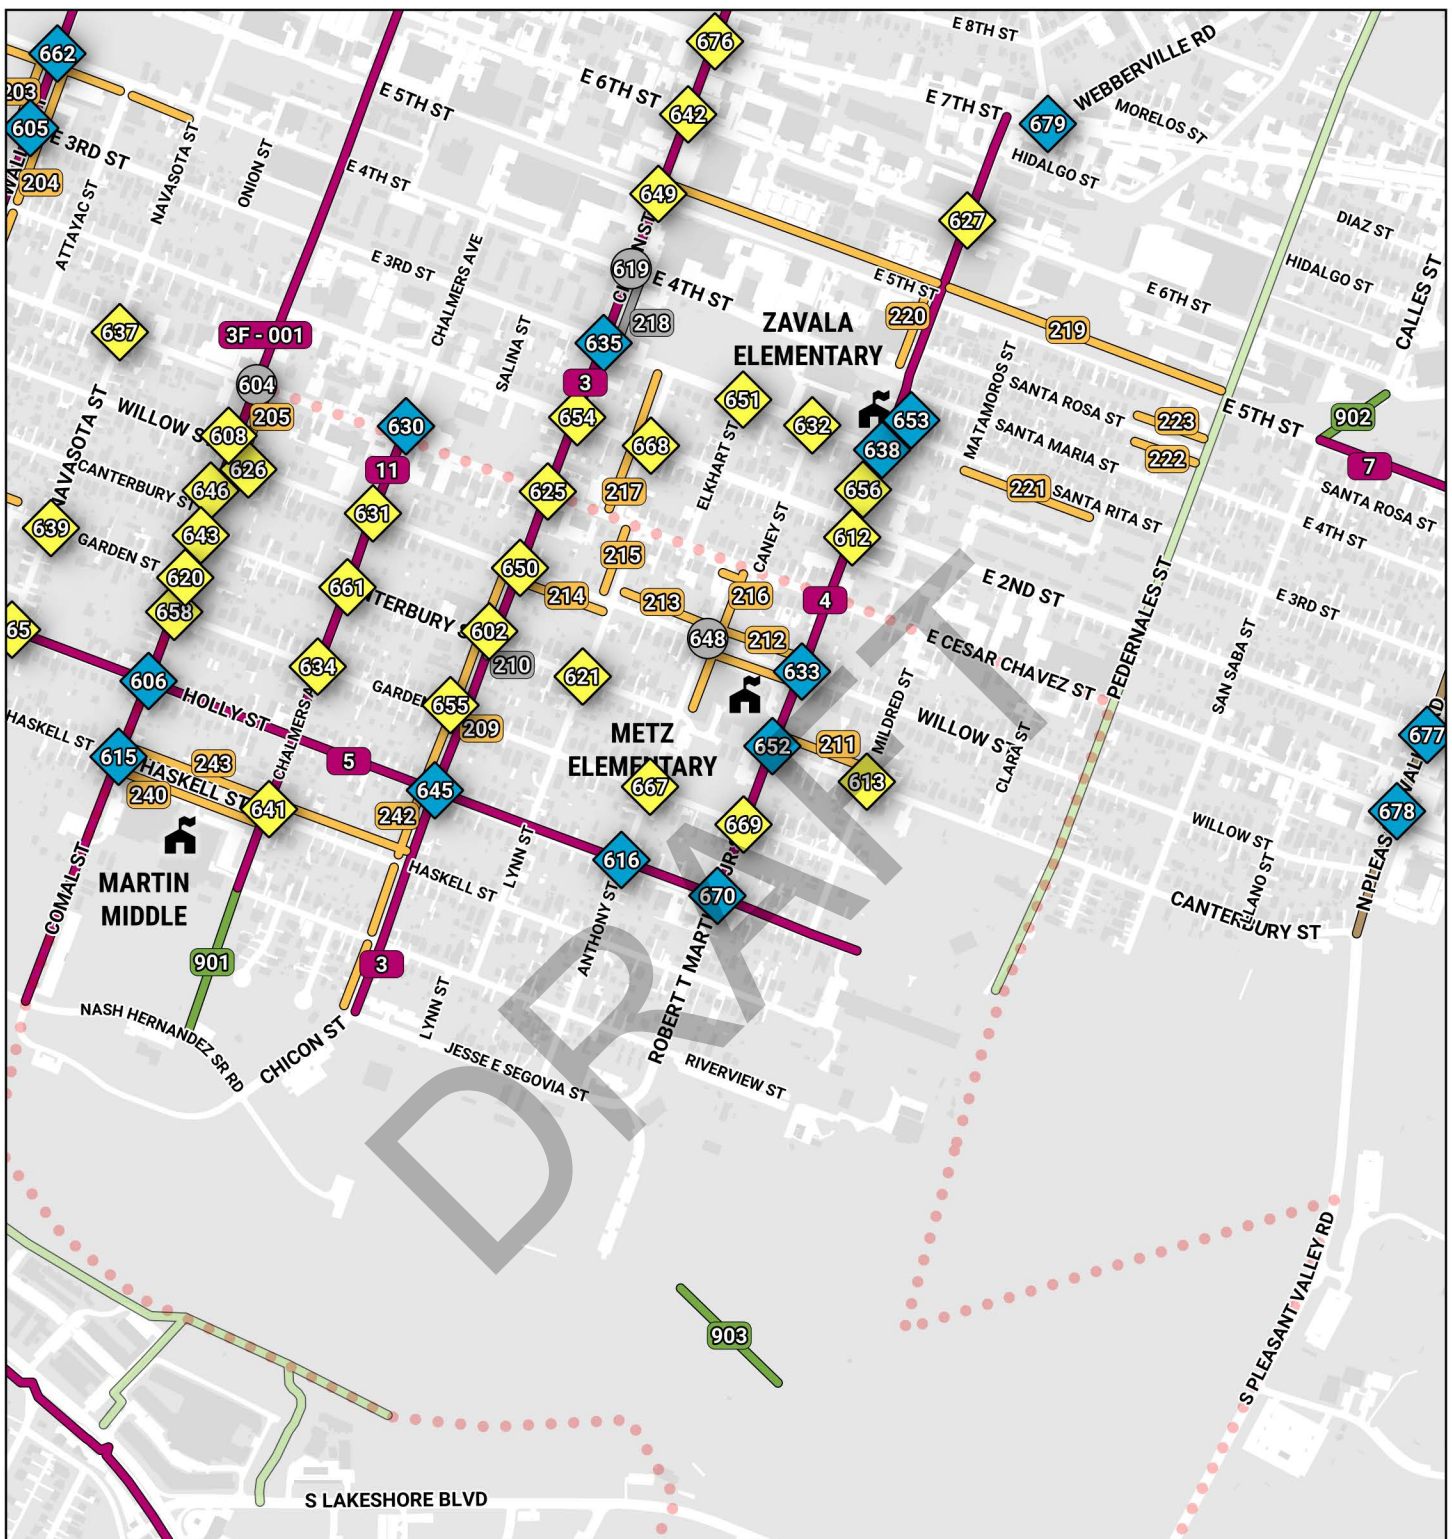 676
E 8TH ST
WEBBERVILLE RD
662
E 6TH ST
E 7TH ST
MORELOS ST
203
E 5TH ST
642
679
605
E 3RD ST
NAVASOTA ST
ONION ST
E 4TH ST
HIDALGO ST
204
649
ATTAYAC ST
627
DIAZ ST
N ST
619
E 4TH ST
E 3RD ST
CHALMERS AVE
E 5TH ST
HIDALGO ST
E 6TH ST
CALLES ST
637
3F - 001
218
220
219
635
ZAVALA
ELEMENTARY
SALINA ST
604
3
651
MATAMOROS ST
SANTA ROSA ST
NAVASOTA ST
WILLOW S
205
608
630
654
632
653
E 5TH ST
902
223
626
668
638
SANTA MARIA ST
222
7
CANTERBURY ST
646
11
625
217
ELKHART ST
656
221
SANTA RITA ST
SANTA ROSA ST
639
631
643
GARDEN ST
612
E 4TH ST
215
CANEY ST
620
650
E 2ND ST
658
661
TERBURY S
214
213
216
4
PEDERNALES ST
E 3RD ST
65
602
648
212
E CESAR CHAVEZ ST
634
210
633
SAN SABA ST
606
621
HOLLY ST
GARDE
655
MILDRED ST
HASKELL ST
209
METZ
ELEMENTARY
652
211
WILLOW S
CLARA ST
677
CHALMERS
615
243
HASKELL ST
5
645
667
613
240
641
242
669
678
WILLOW ST
MARTIN
MIDDLE
COMAL ST
HASKELL ST
LYNN ST
616
670
JR
LANO ST
N PLEAS
CANTERBURY ST
901
3
ANTHONY ST
ROBERT T MART
LYNN ST
NASH HERNANDEZ SR RD
CHICON ST
JESSE E SEGOVIA ST
RIVERVIEW ST
DRAFT
S PLEASANT VALLEY RD
903
S LAKESHORE BLVD